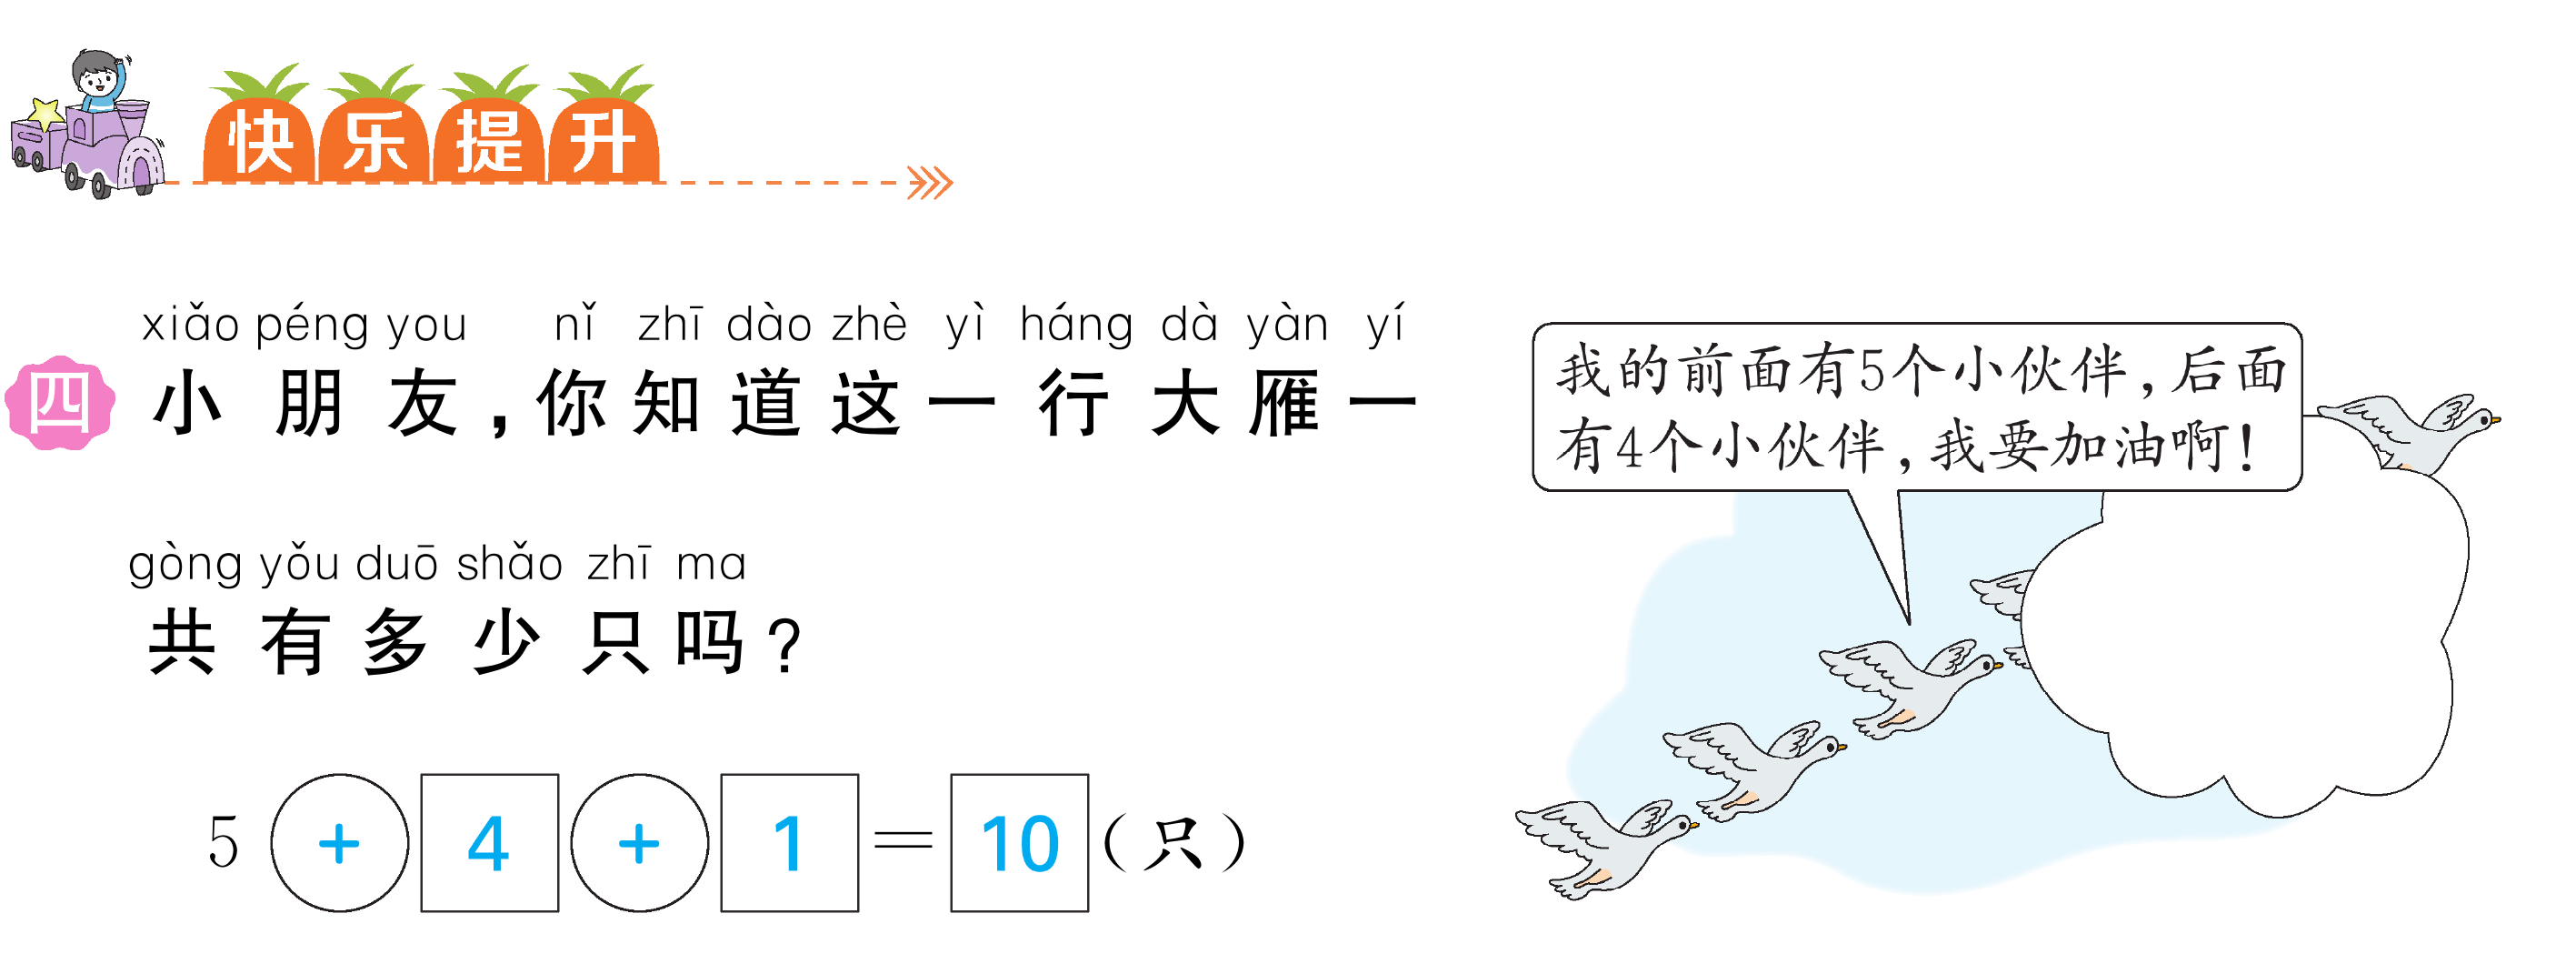 快乐提升
xiǎo péng you nǐ zhī dào zhè yì háng dà yàn yí
四 小朋友,你知道这一行大雁一
gòng yǒu duō shǎo zhī ma
共有多少只吗?
5 + 4 + 1 = 10 (只)
我的前面有5个小伙伴,后面
有4个小伙伴,我要加油啊!